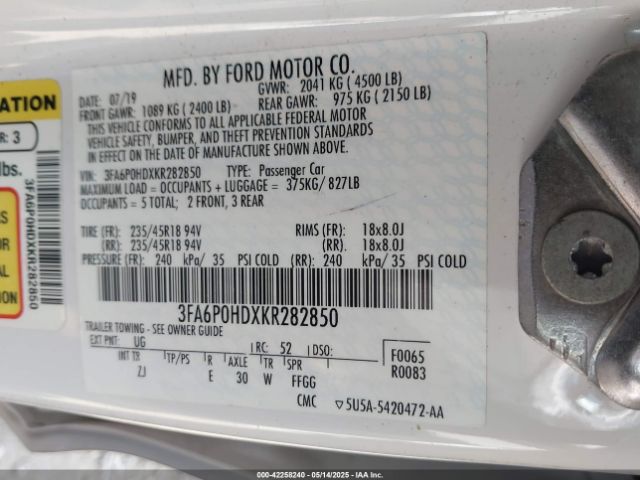 MFD. BY FORD MOTOR CO.
DATE: 07/19 GVWR: 2041 KG ( 4500 LB)
FRONT GAWR: 1089 KG ( 2400 LB) REAR GAWR: 975 KG ( 2150 LB)
THIS VEHICLE CONFORMS TO ALL APPLICABLE FEDERAL MOTOR
VEHICLE SAFETY, BUMPER, AND THEFT PREVENTION STANDARDS
IN EFFECT ON THE DATE OF MANUFACTURE SHOWN ABOVE.
VIN: 3FA6P0HDXKR282850 TYPE: Passenger Car
MAXIMUM LOAD = OCCUPANTS + LUGGAGE = 375KG/ 827LB
OCCUPANTS = 5 TOTAL; 2 FRONT, 3 REAR
TIRE (FR): 235/45R18 94V RIMS (FR): 18x8.0J
(RR): 235/45R18 94V (RR): 18x8.0J
PRESSURE (FR): 240 kPa/ 35 PSI COLD (RR): 240 kPa/ 35 PSI COLD
3FA6P0HDXKR282850
TRAILER TOWING - SEE OWNER GUIDE
EXT PNT: UG RC: 52 DSO: F0065
INT TR TP/PS R AXLE TR SPR R0083
ZJ E 30 W FFGG
CMC ▽5U5A-5420472-AA
ATION
R: 3
lbs.
S
OR
AL
ION
3FA6P0HDXKR282850
000-42258240 - 05/14/2025 - IAAI.COM